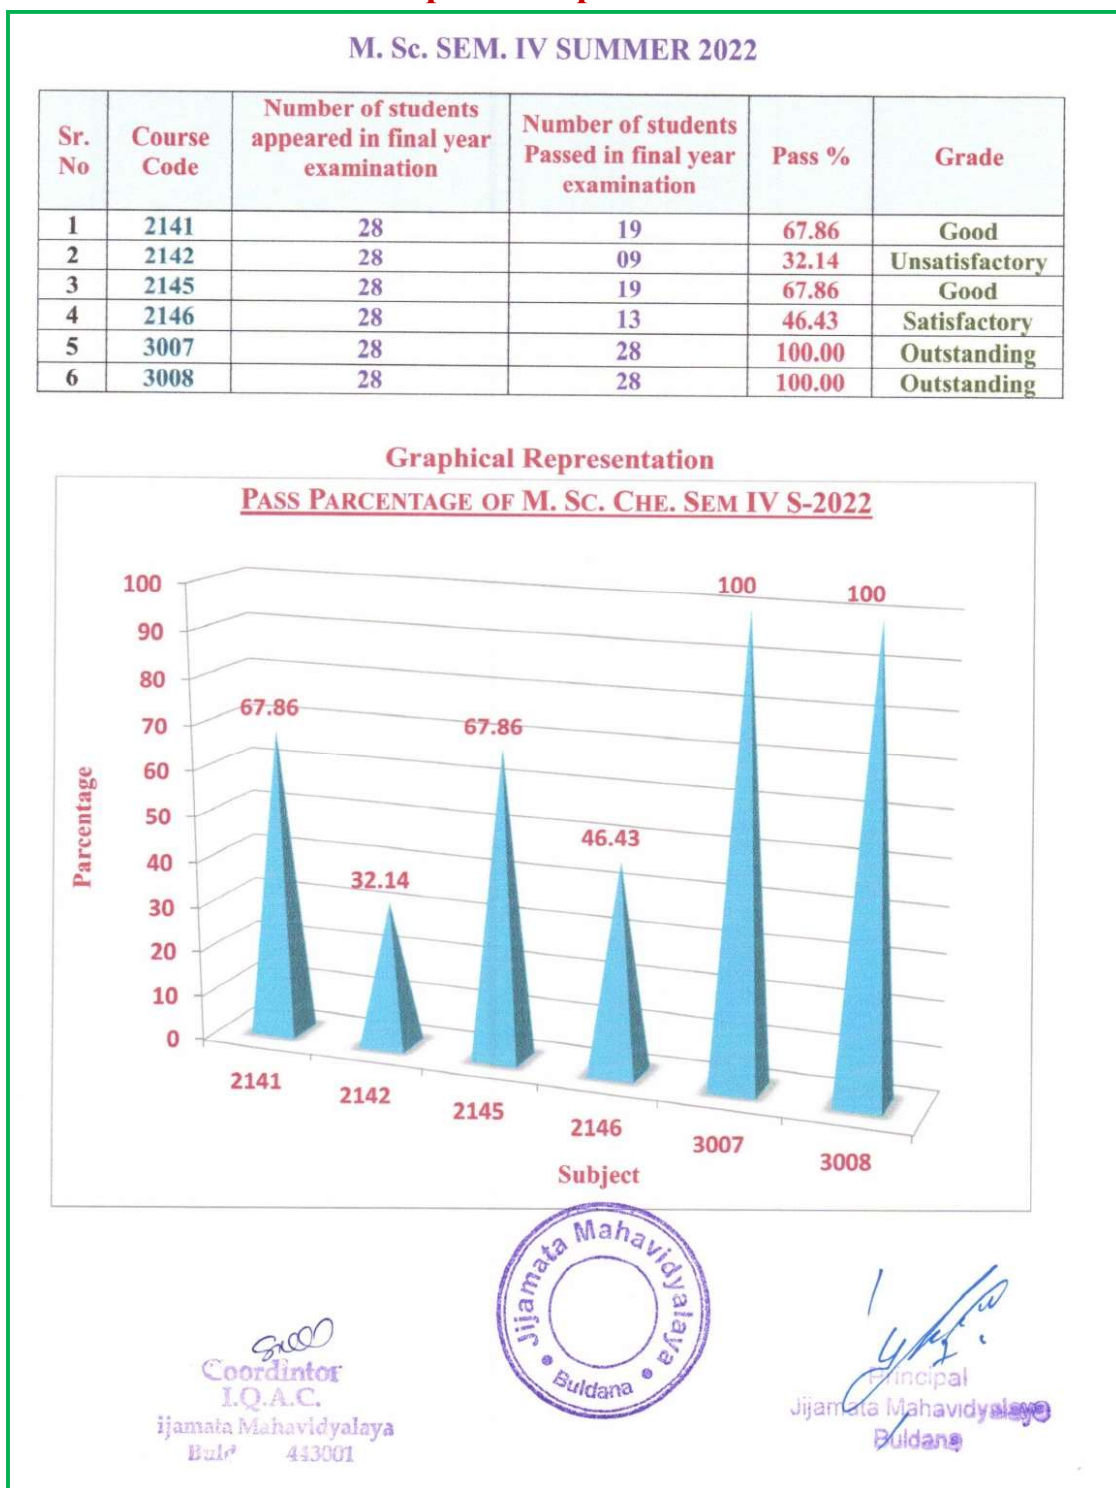 M. Sc. SEM. IV SUMMER 2022
Sr. No | Course Code | Number of students appeared in final year examination | Number of students Passed in final year examination | Pass % | Grade
1 | 2141 | 28 | 19 | 67.86 | Good
2 | 2142 | 28 | 09 | 32.14 | Unsatisfactory
3 | 2145 | 28 | 19 | 67.86 | Good
4 | 2146 | 28 | 13 | 46.43 | Satisfactory
5 | 3007 | 28 | 28 | 100.00 | Outstanding
6 | 3008 | 28 | 28 | 100.00 | Outstanding
Graphical Representation
PASS PARCENTAGE OF M. SC. CHE. SEM IV S-2022
Parcentage
100
90
80
70
60
50
40
30
20
10
0
67.86
32.14
67.86
46.43
100
100
2141
2142
2145
2146
3007
3008
Subject
Jijamata Mahavidyalaya
Buldana
Coordintor
I.Q.A.C.
ijamata Mahavidyalaya
443001
Principal
Jijamata Mahavidyalaya
Buldana